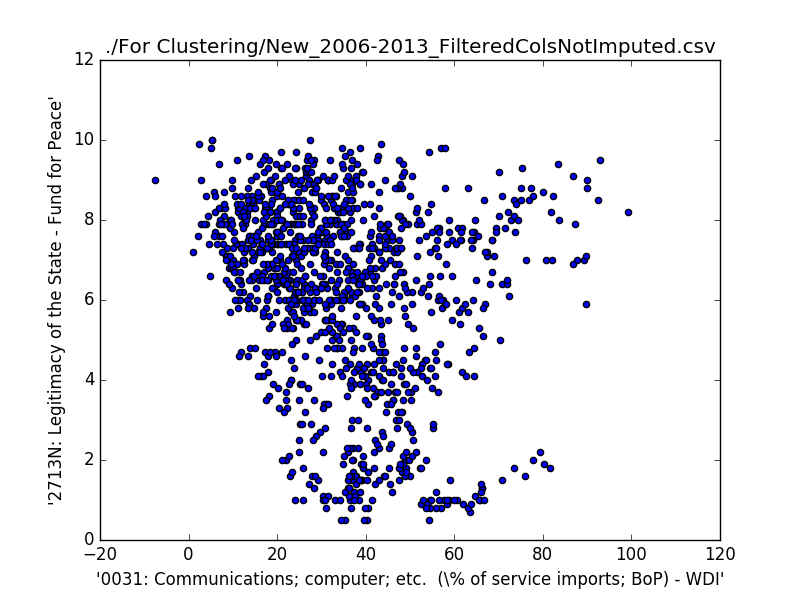 ./For Clustering/New_2006-2013_FilteredColsNotImputed.csv
12
10
8
6
4
2
0
'2713N: Legitimacy of the State - Fund for Peace'
−20 0 20 40 60 80 100 120
'0031: Communications; computer; etc.  (\% of service imports; BoP) - WDI'